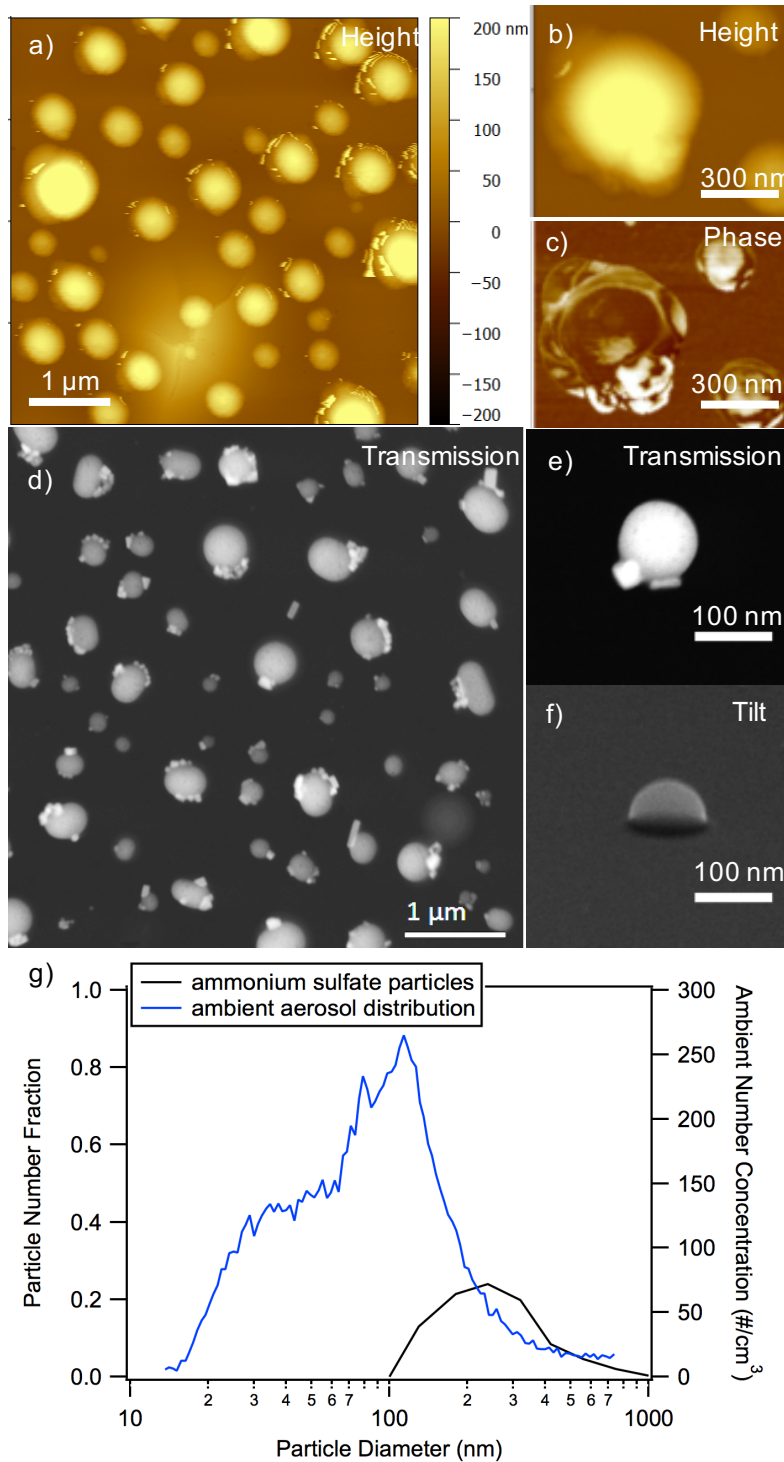 a)
Height
200 nm
150
100
50
0
−50
−100
−150
−200
1 µm
b)
Height
300 nm
c)
Phase
300 nm
d)
Transmission
1 µm
e)
Transmission
100 nm
f)
Tilt
100 nm
g)
ammonium sulfate particles
ambient aerosol distribution
1.0
0.8
0.6
0.4
0.2
0.0
Particle Number Fraction
300
250
200
150
100
50
0
Ambient Number Concentration (#/cm³)
10 2 3 4 5 6 7 100 2 3 4 5 6 7 1000
Particle Diameter (nm)